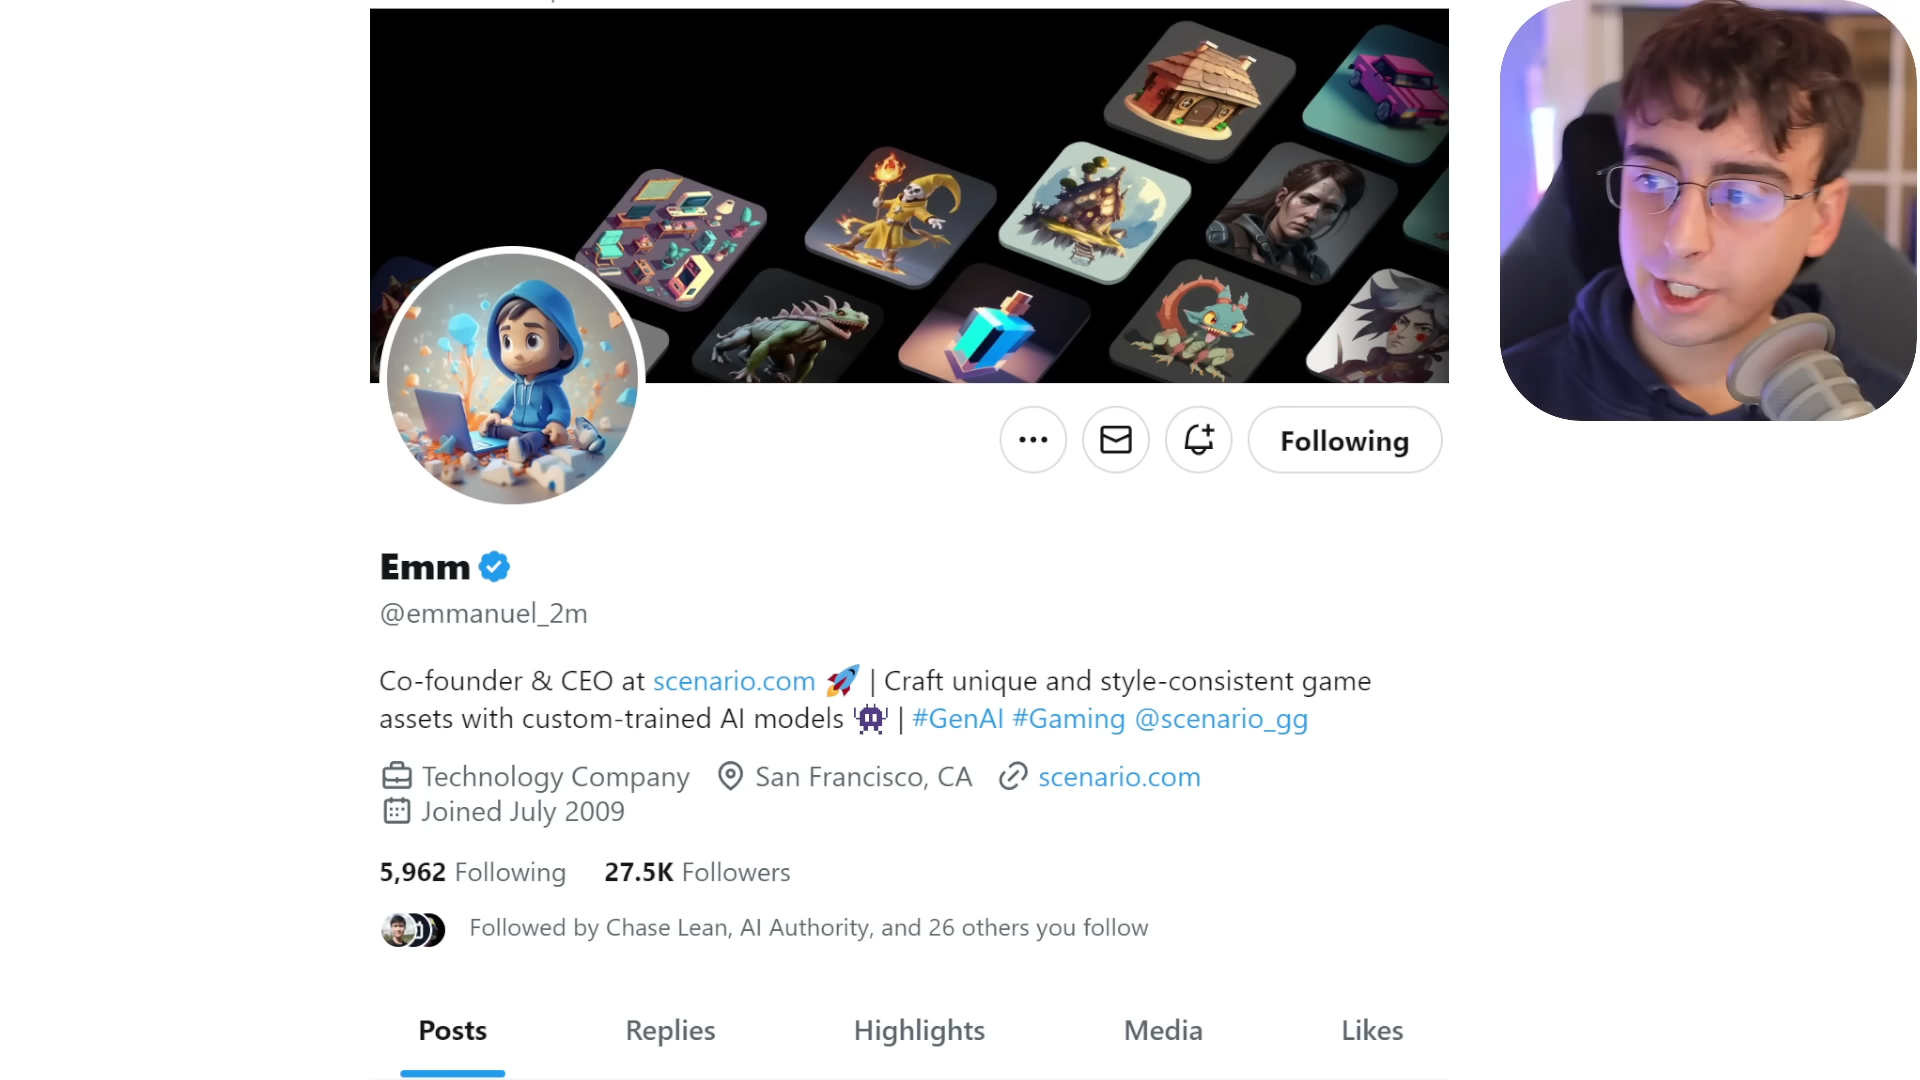 Following
Emm
@emmanuel_2m
Co-founder & CEO at scenario.com 🚀 | Craft unique and style-consistent game
assets with custom-trained AI models 👾 | #GenAI #Gaming @scenario_gg
Technology Company San Francisco, CA scenario.com
Joined July 2009
5,962 Following 27.5K Followers
Followed by Chase Lean, AI Authority, and 26 others you follow
Posts Replies Highlights Media Likes